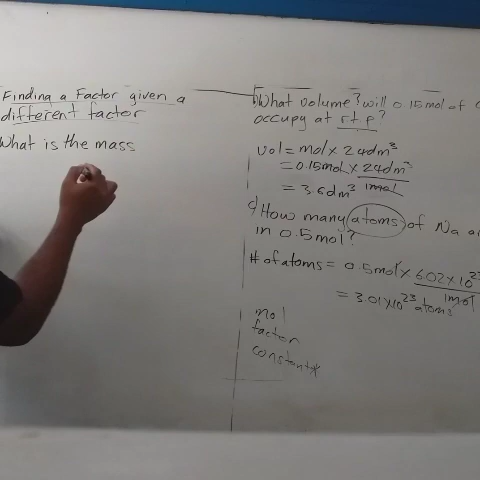 Finding a Factor given a
different factor
What is the mass
b) What volume? will 0.15mol of
occupy at r.t.p?
vol = mol x 24dm³
= 0.15mol x 24dm³
1mol
= 3.6dm³
c) How many atoms of Na a
in 0.5mol?
# of atoms = 0.5mol x 6.02 x 10²³
1mol
= 3.01 x 10²³ atoms
mol
factor
constant*